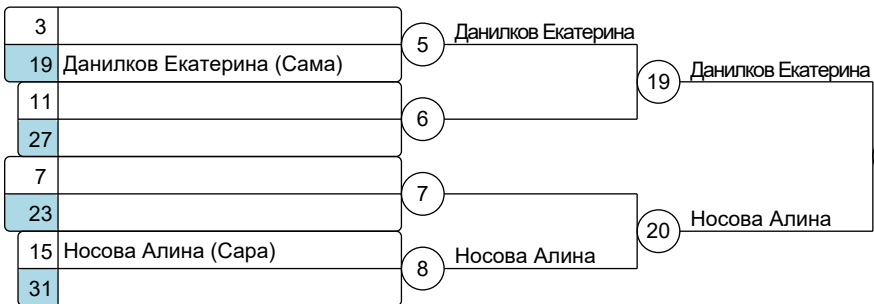 3
5 Данилков Екатерина
19 Данилков Екатерина (Сама)
19 Данилков Екатерина
11
6
27
7
7
23
20 Носова Алина
15 Носова Алина (Сара)
8 Носова Алина
31